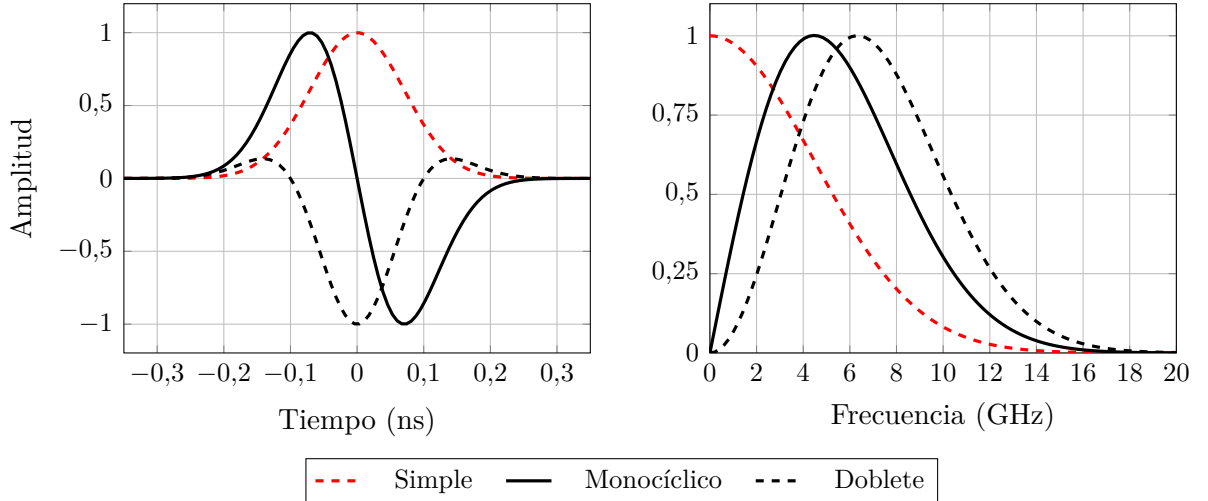 Amplitud
1
0,5
0
−0,5
−1
−0,3 −0,2 −0,1 0 0,1 0,2 0,3
Tiempo (ns)
1
0,75
0,5
0,25
0
0 2 4 6 8 10 12 14 16 18 20
Frecuencia (GHz)
Simple Monocíclico Doblete